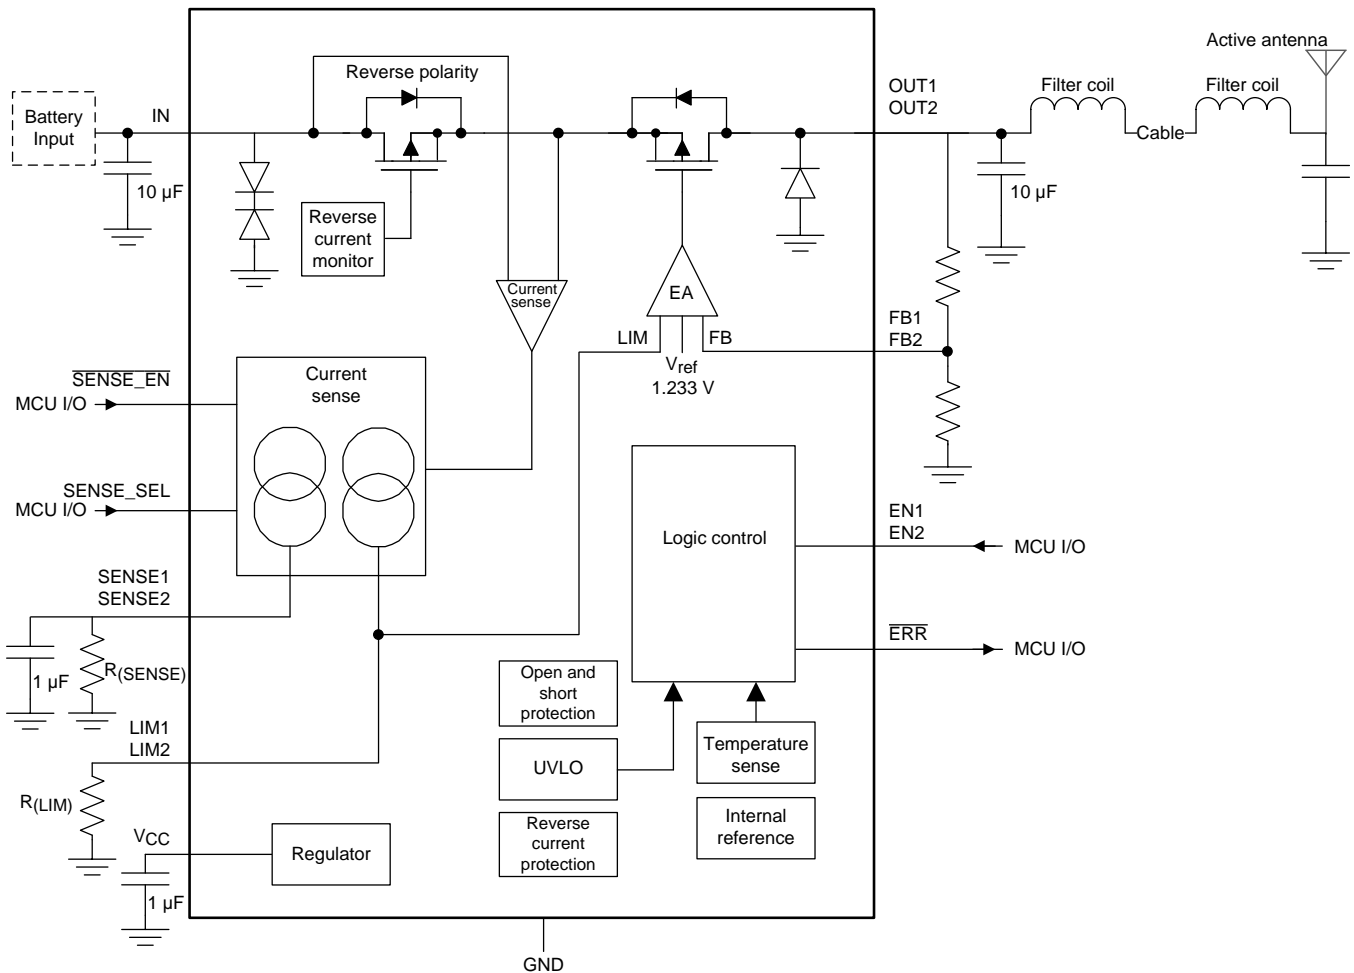 Active antenna
Reverse polarity
OUT1
OUT2
Filter coil
Filter coil
Battery
Input
IN
Cable
10 µF
10 µF
Reverse
current
monitor
Current
sense
EA
LIM
FB
FB1
FB2
Vref
1.233 V
SENSE_EN
MCU I/O
Current
sense
SENSE_SEL
MCU I/O
EN1
EN2
MCU I/O
Logic control
SENSE1
SENSE2
ERR
MCU I/O
1 µF
R(SENSE)
Open and
short
protection
LIM1
LIM2
UVLO
Temperature
sense
R(LIM)
Internal
reference
VCC
Regulator
Reverse
current
protection
1 µF
GND